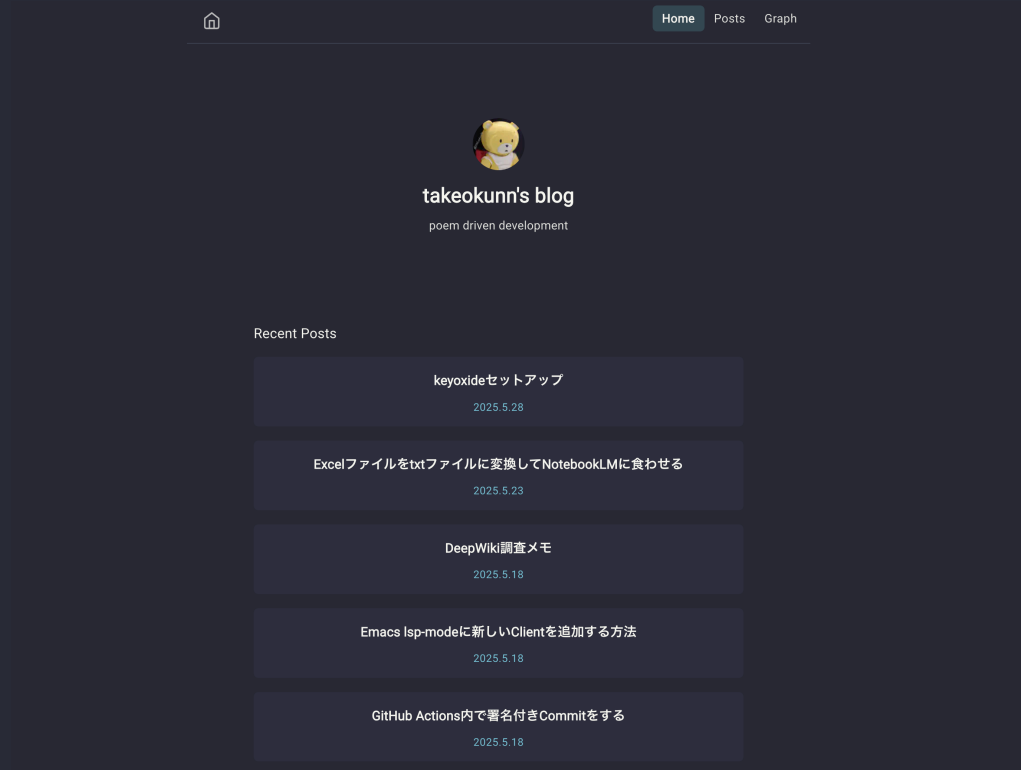 Home
Posts
Graph
takeokunn's blog
poem driven development
Recent Posts
keyoxideセットアップ
2025.5.28
Excelファイルをtxtファイルに変換してNotebookLMに食わせる
2025.5.23
DeepWiki調査メモ
2025.5.18
Emacs lsp-modeに新しいClientを追加する方法
2025.5.18
GitHub Actions内で署名付きCommitをする
2025.5.18